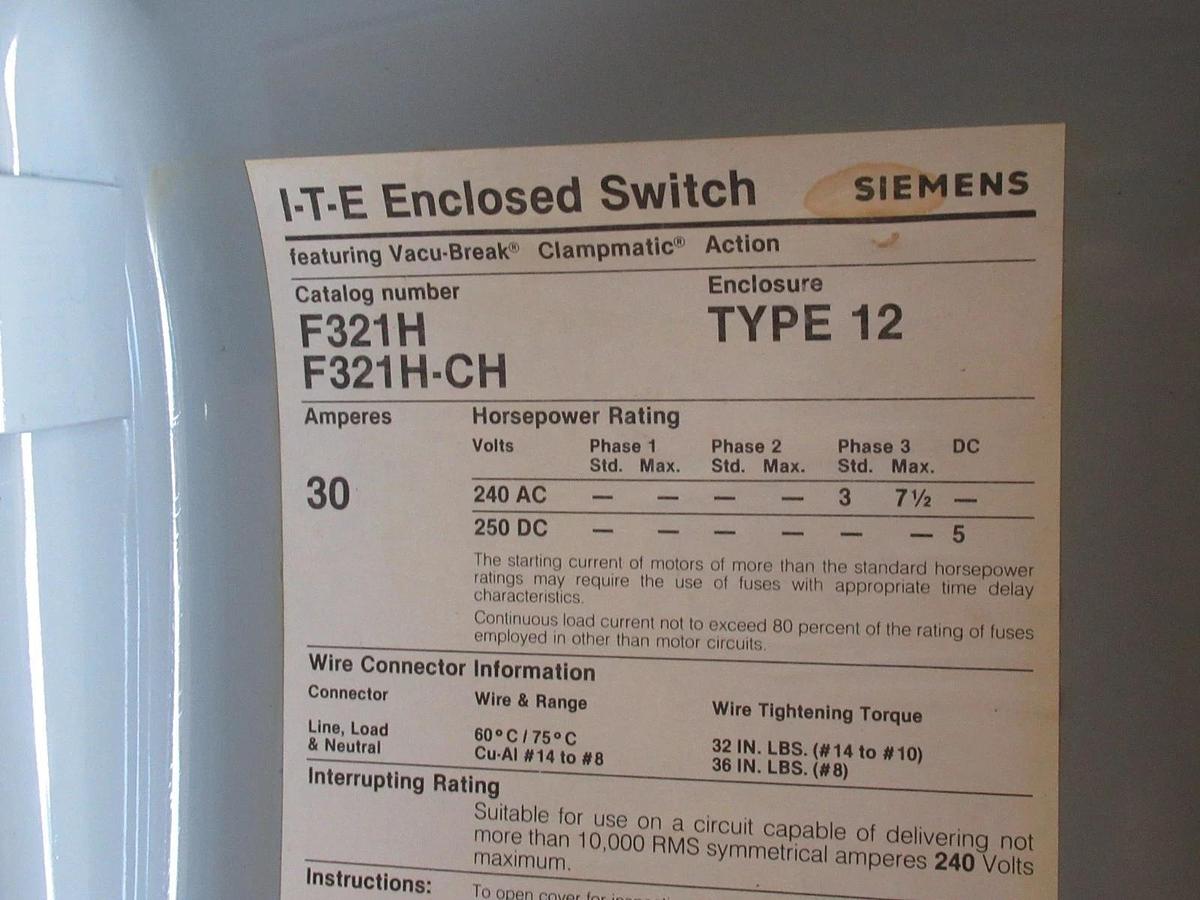 I-T-E Enclosed Switch SIEMENS
featuring Vacu-Break® Clampmatic® Action
Catalog number Enclosure
F321H TYPE 12
F321H-CH
Amperes Horsepower Rating
Volts Phase 1 Phase 2 Phase 3 DC
Std. Max. Std. Max. Std. Max.
30 240 AC — — — — 3 7½ —
250 DC — — — — — — 5
The starting current of motors of more than the standard horsepower
ratings may require the use of fuses with appropriate time delay
characteristics.
Continuous load current not to exceed 80 percent of the rating of fuses
employed in other than motor circuits.
Wire Connector Information
Connector Wire & Range Wire Tightening Torque
Line, Load 60°C / 75°C 32 IN. LBS. (#14 to #10)
& Neutral Cu-Al #14 to #8 36 IN. LBS. (#8)
Interrupting Rating
Suitable for use on a circuit capable of delivering not
more than 10,000 RMS symmetrical amperes 240 Volts
maximum.
Instructions: To open cover for